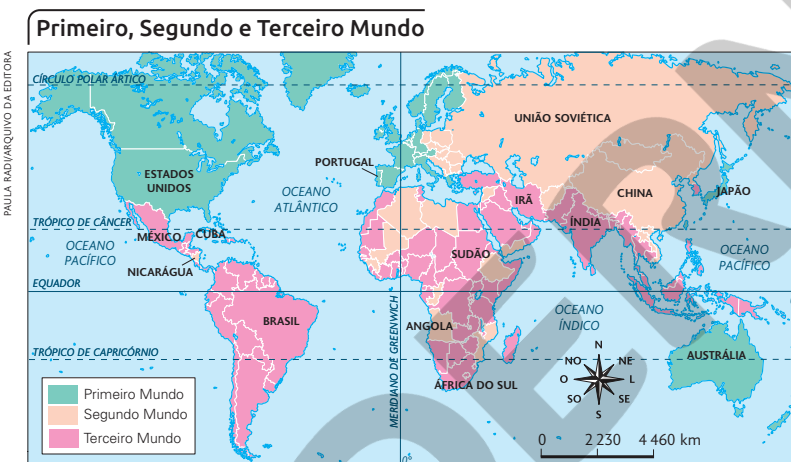 Primeiro, Segundo e Terceiro Mundo
PAULA RADI/ARQUIVO DA EDITORA
CÍRCULO POLAR ÁRTICO
UNIÃO SOVIÉTICA
PORTUGAL
ESTADOS
UNIDOS
OCEANO
ATLÂNTICO
IRÃ
CHINA
JAPÃO
TRÓPICO DE CÂNCER
MÉXICO
CUBA
ÍNDIA
OCEANO
PACÍFICO
SUDÃO
OCEANO
PACÍFICO
NICARÁGUA
EQUADOR
BRASIL
MERIDIANO DE GREENWICH
ANGOLA
OCEANO
ÍNDICO
TRÓPICO DE CAPRICÓRNIO
AUSTRÁLIA
ÁFRICA DO SUL
N
NO
NE
O
L
SO
SE
S
Primeiro Mundo
Segundo Mundo
Terceiro Mundo
0 2 230 4 460 km
0°